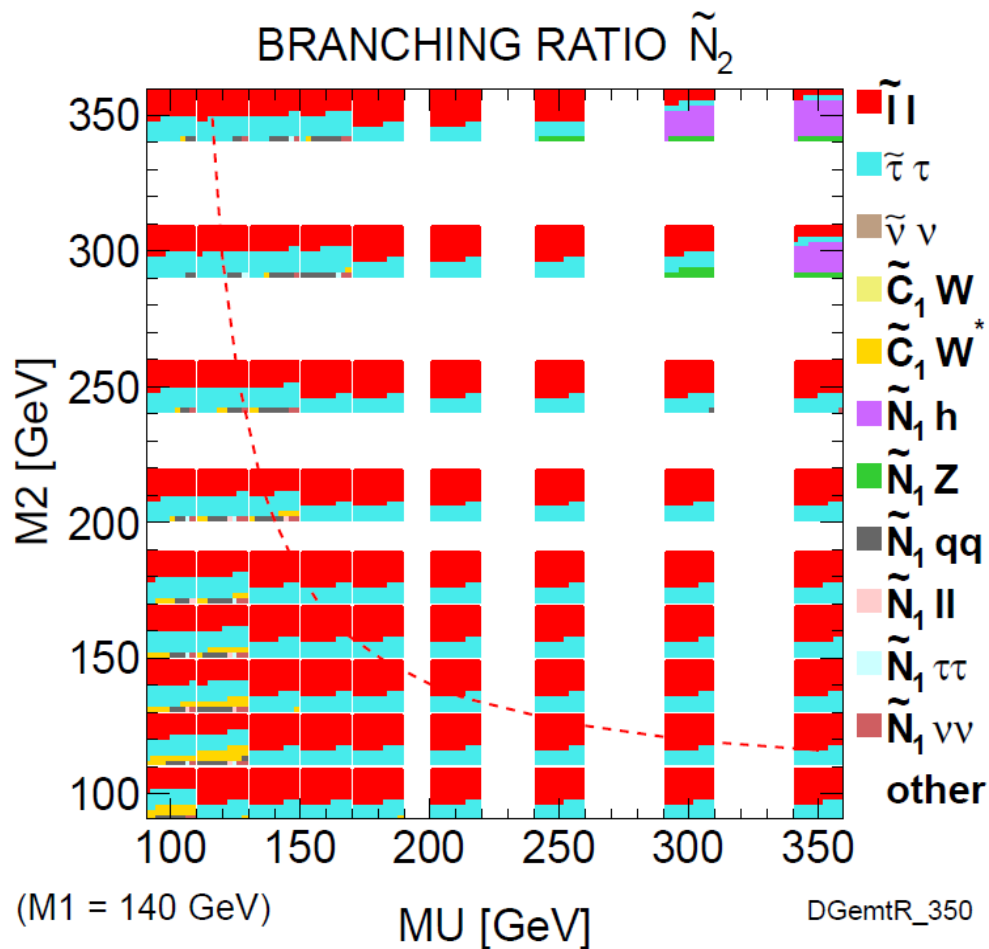 BRANCHING RATIO Ñ₂
350
300
250
200
150
100
M2 [GeV]
100 150 200 250 300 350
MU [GeV]
(M1 = 140 GeV)
DGemtR_350
l̃ l
τ̃ τ
ν̃ ν
C̃₁ W
C̃₁ W*
Ñ₁ h
Ñ₁ Z
Ñ₁ qq
Ñ₁ ll
Ñ₁ ττ
Ñ₁ νν
other